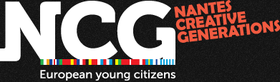 NCG
NANTES
CREATIVE
GENERATIONS
European young citizens